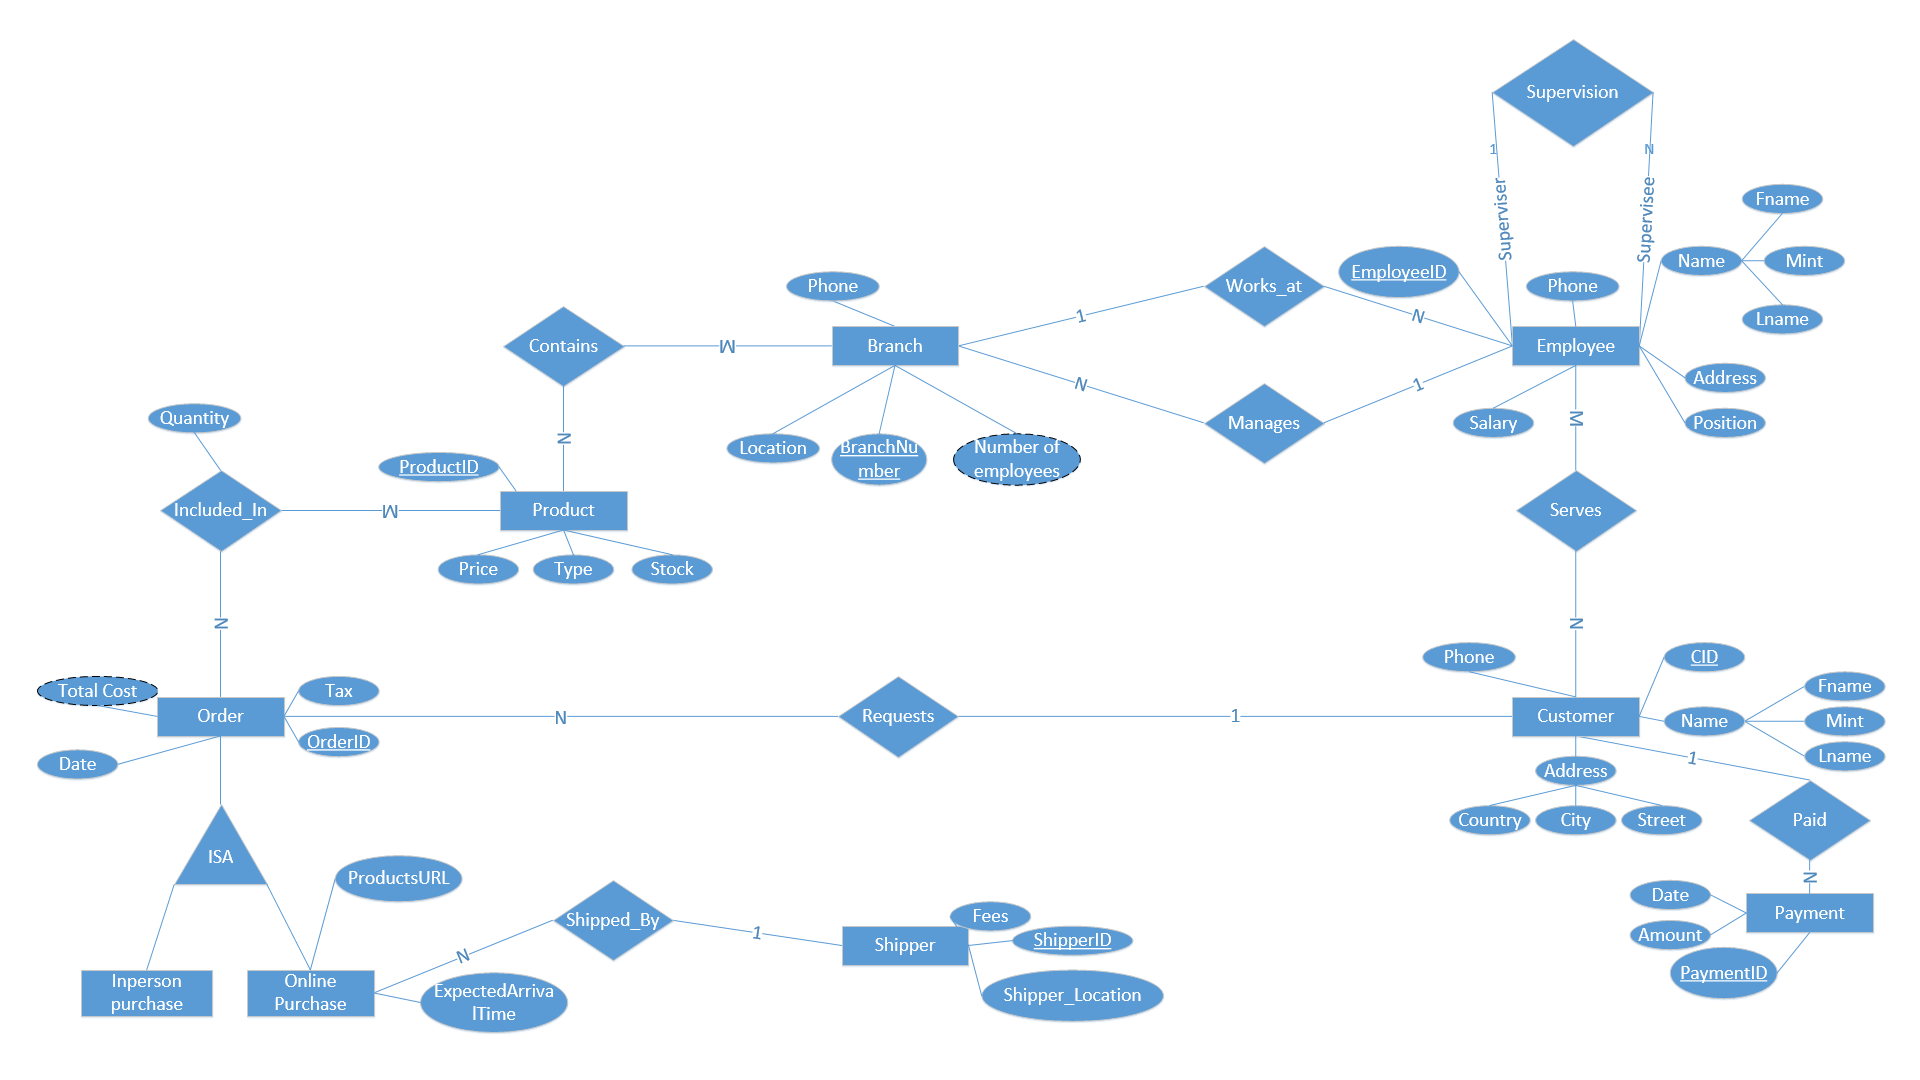 Supervision
1
N
Superviser
Supervisee
Fname
Name
Mint
Lname
EmployeeID
Phone
Employee
Address
Position
Salary
Works_at
1
N
Manages
N
1
Phone
Branch
Location
BranchNu
mber
Number of
employees
Contains
M
N
Quantity
ProductID
Included_In
M
Product
Price
Type
Stock
N
M
Serves
N
Total Cost
Tax
Order
OrderID
Date
N
Requests
1
Phone
CID
Customer
Name
Fname
Mint
Lname
Address
Country
City
Street
1
Paid
N
Date
Payment
Amount
PaymentID
ISA
ProductsURL
Inperson
purchase
Online
Purchase
ExpectedArriva
lTime
N
Shipped_By
1
Fees
Shipper
ShipperID
Shipper_Location